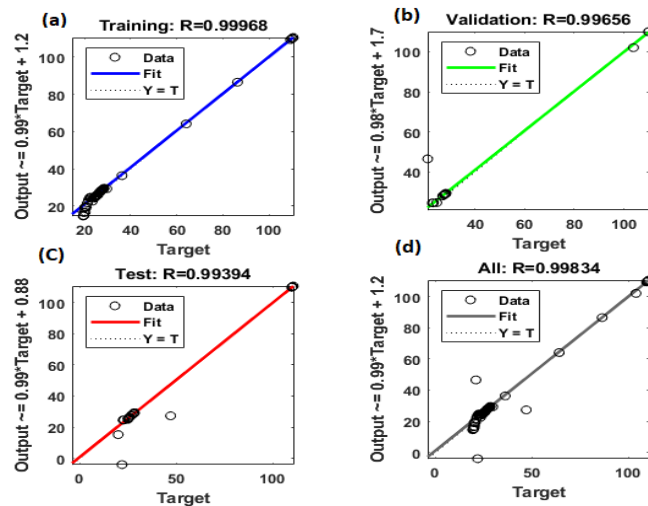 (a)
Training: R=0.99968
Output ~= 0.99*Target + 1.2
100
80
60
40
20
Data
Fit
Y = T
20 40 60 80 100
Target
(b)
Validation: R=0.99656
Output ~= 0.98*Target + 1.7
100
80
60
40
Data
Fit
Y = T
40 60 80 100
Target
(C)
Test: R=0.99394
Output ~= 0.99*Target + 0.88
100
80
60
40
20
0
Data
Fit
Y = T
0 50 100
Target
(d)
All: R=0.99834
Output ~= 0.99*Target + 1.2
100
80
60
40
20
0
Data
Fit
Y = T
0 50 100
Target